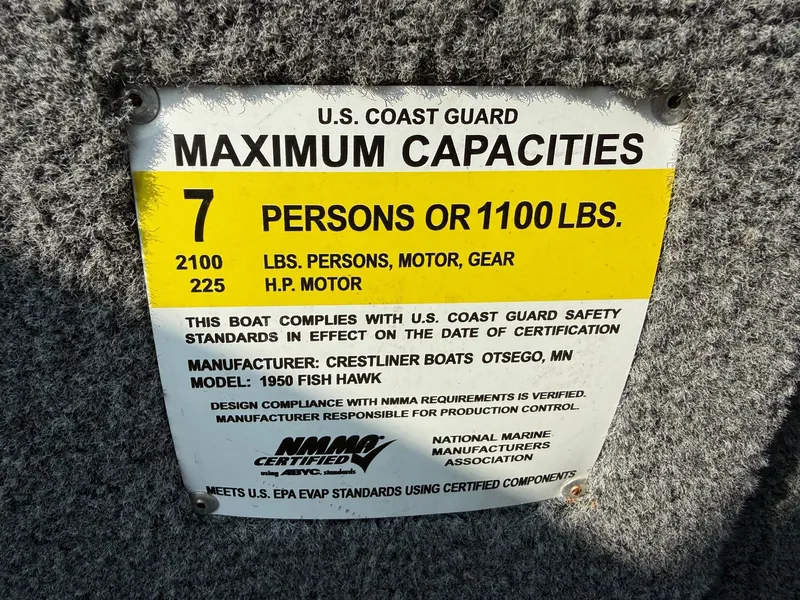 U.S. COAST GUARD
MAXIMUM CAPACITIES
7 PERSONS OR 1100 LBS.
2100 LBS. PERSONS, MOTOR, GEAR
225 H.P. MOTOR
THIS BOAT COMPLIES WITH U.S. COAST GUARD SAFETY
STANDARDS IN EFFECT ON THE DATE OF CERTIFICATION
MANUFACTURER: CRESTLINER BOATS OTSEGO, MN
MODEL: 1950 FISH HAWK
DESIGN COMPLIANCE WITH NMMA REQUIREMENTS IS VERIFIED.
MANUFACTURER RESPONSIBLE FOR PRODUCTION CONTROL.
NMMA
CERTIFIED
using ABYC. standards
NATIONAL MARINE
MANUFACTURERS
ASSOCIATION
MEETS U.S. EPA EVAP STANDARDS USING CERTIFIED COMPONENTS